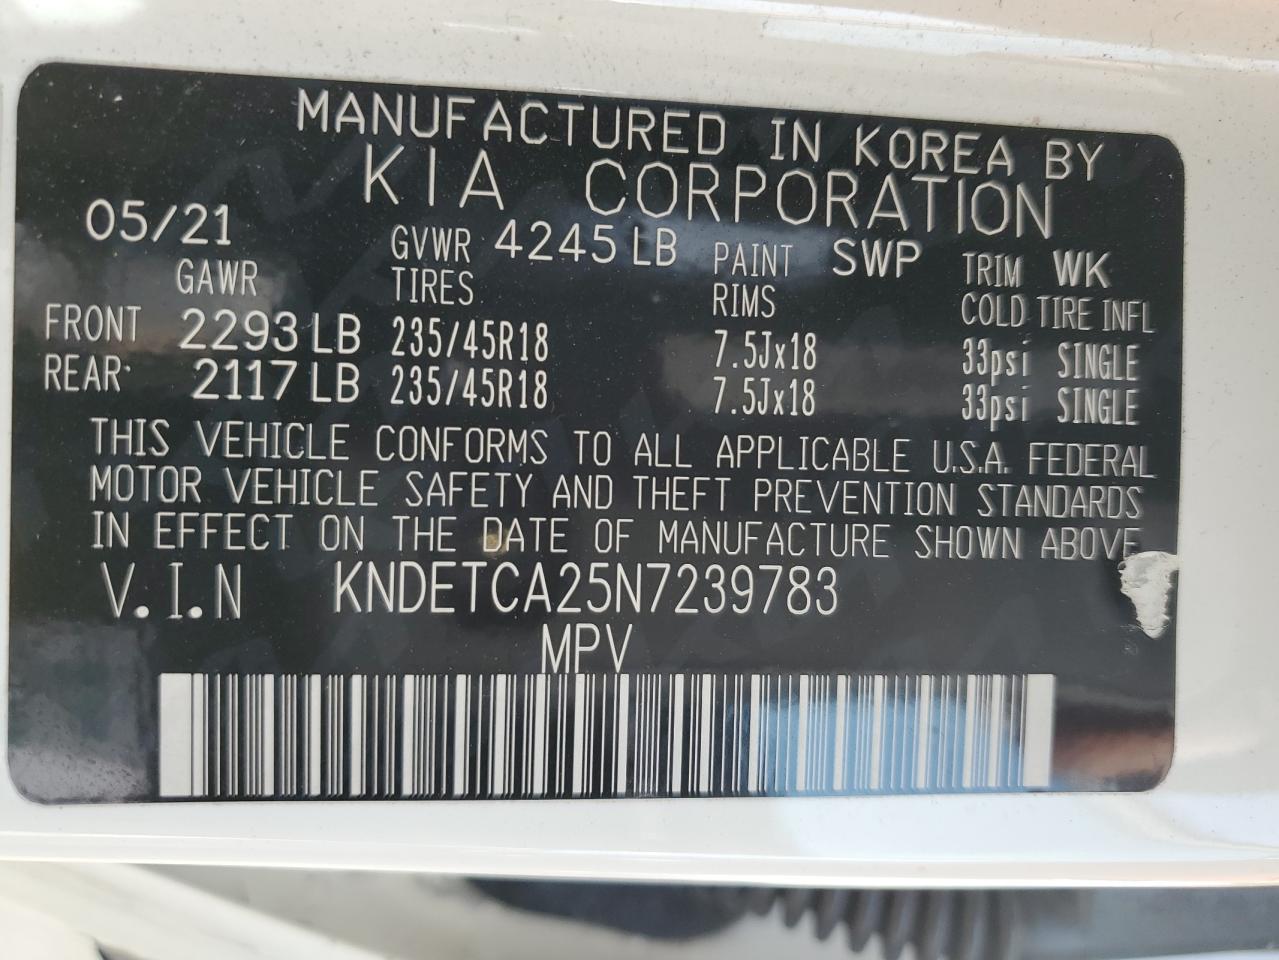 MANUFACTURED IN KOREA BY
KIA CORPORATION
05/21 GVWR 4245 LB PAINT SWP TRIM WK
GAWR TIRES RIMS COLD TIRE INFL
FRONT 2293 LB 235/45R18 7.5Jx18 33psi SINGLE
REAR: 2117 LB 235/45R18 7.5Jx18 33psi SINGLE
THIS VEHICLE CONFORMS TO ALL APPLICABLE U.S.A. FEDERAL
MOTOR VEHICLE SAFETY AND THEFT PREVENTION STANDARDS
IN EFFECT ON THE DATE OF MANUFACTURE SHOWN ABOVE
V.I.N KNDETCA25N7239783
MPV